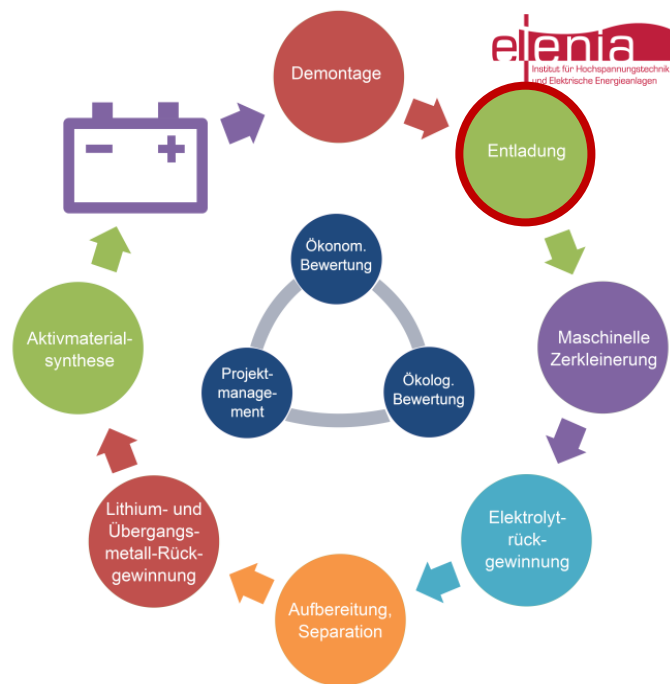 elenia
Institut für Hochspannungstechnik
und Elektrische Energieanlagen
Demontage
Entladung
Maschinelle
Zerkleinerung
Elektrolyt-
rück-
gewinnung
Aufbereitung,
Separation
Lithium- und
Übergangs-
metall-Rück-
gewinnung
Aktivmaterial-
synthese
Ökonom.
Bewertung
Ökolog.
Bewertung
Projekt-
manage-
ment